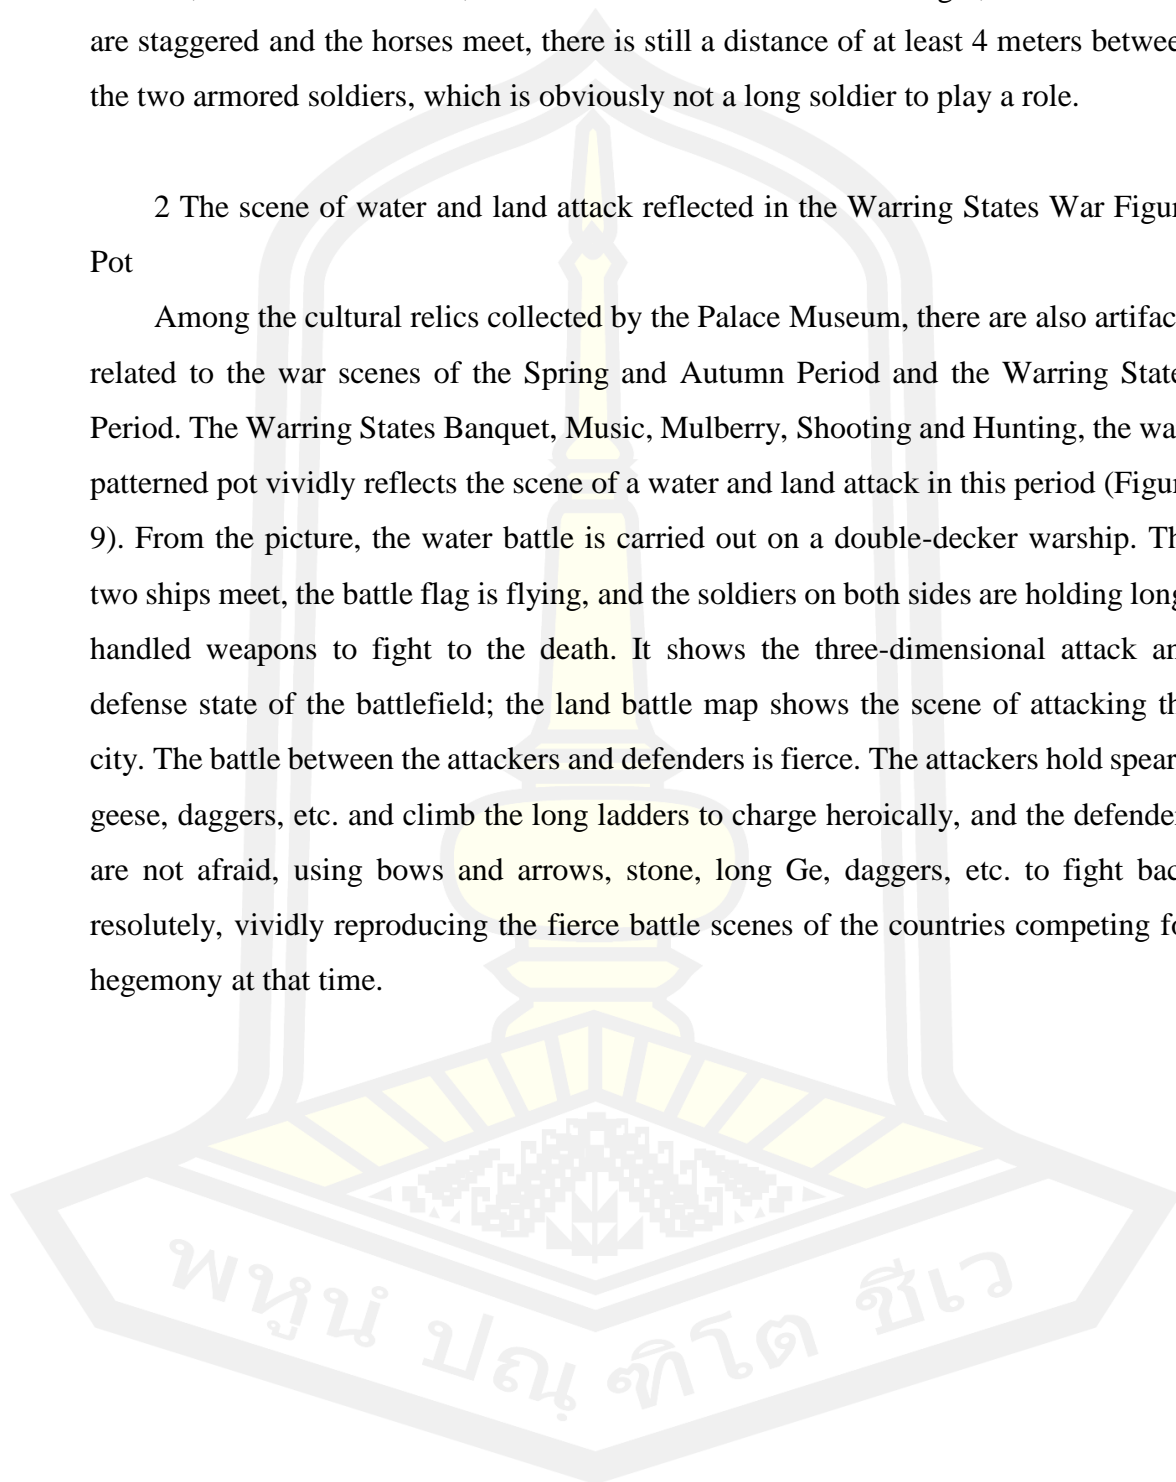 are staggered and the horses meet, there is still a distance of at least 4 meters betwee
the two armored soldiers, which is obviously not a long soldier to play a role.
2 The scene of water and land attack reflected in the Warring States War Figur
Pot
Among the cultural relics collected by the Palace Museum, there are also artifac
related to the war scenes of the Spring and Autumn Period and the Warring State
Period. The Warring States Banquet, Music, Mulberry, Shooting and Hunting, the wa
patterned pot vividly reflects the scene of a water and land attack in this period (Figur
9). From the picture, the water battle is carried out on a double-decker warship. Th
two ships meet, the battle flag is flying, and the soldiers on both sides are holding long
handled weapons to fight to the death. It shows the three-dimensional attack an
defense state of the battlefield; the land battle map shows the scene of attacking th
city. The battle between the attackers and defenders is fierce. The attackers hold spear
geese, daggers, etc. and climb the long ladders to charge heroically, and the defende
are not afraid, using bows and arrows, stone, long Ge, daggers, etc. to fight bac
resolutely, vividly reproducing the fierce battle scenes of the countries competing fo
hegemony at that time.
พหูนํ ปณฺฑิโต ชีเว